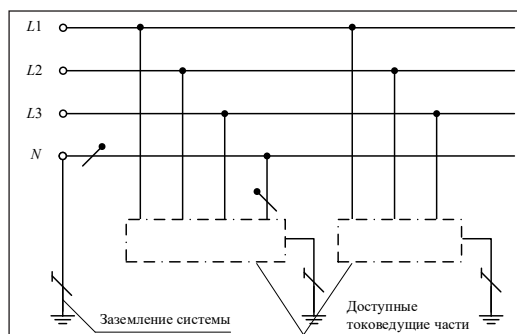 L1
L2
L3
N
Заземление системы
Доступные
токоведущие части